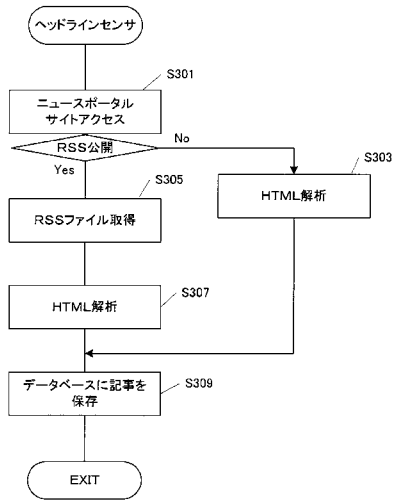 ヘッドラインセンサ
S301
ニュースポータル
サイトアクセス
RSS公開
No
Yes
S303
HTML解析
S305
RSSファイル取得
S307
HTML解析
データベースに記事を
保存
S309
EXIT